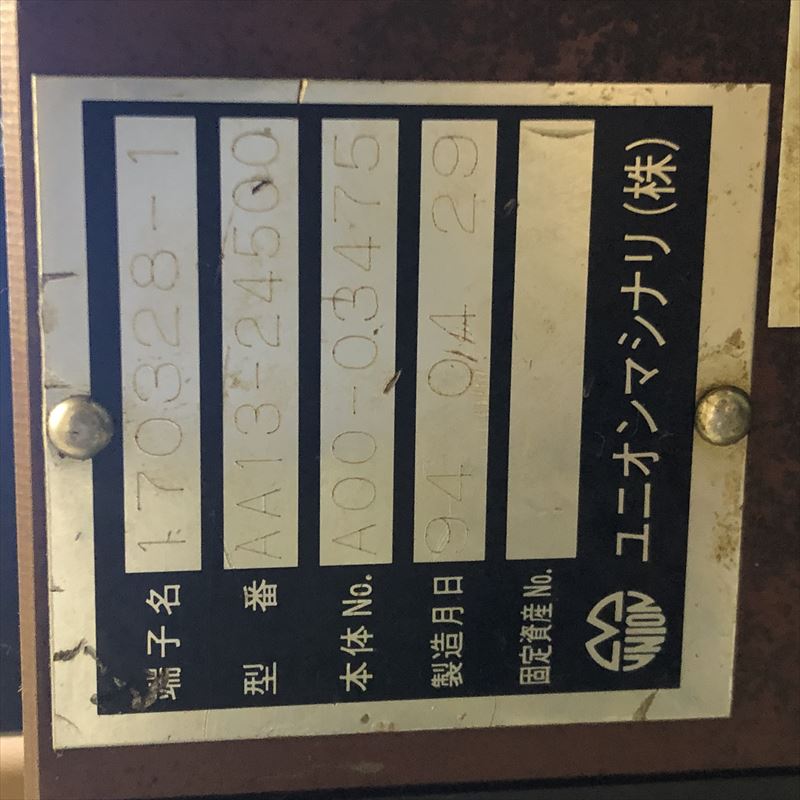 端子名 170328-1
型番 AA13-24500
本体No. A00-03475
製造月日 94 04 29
固定資産No.
UNION ユニオンマシナリ(株)